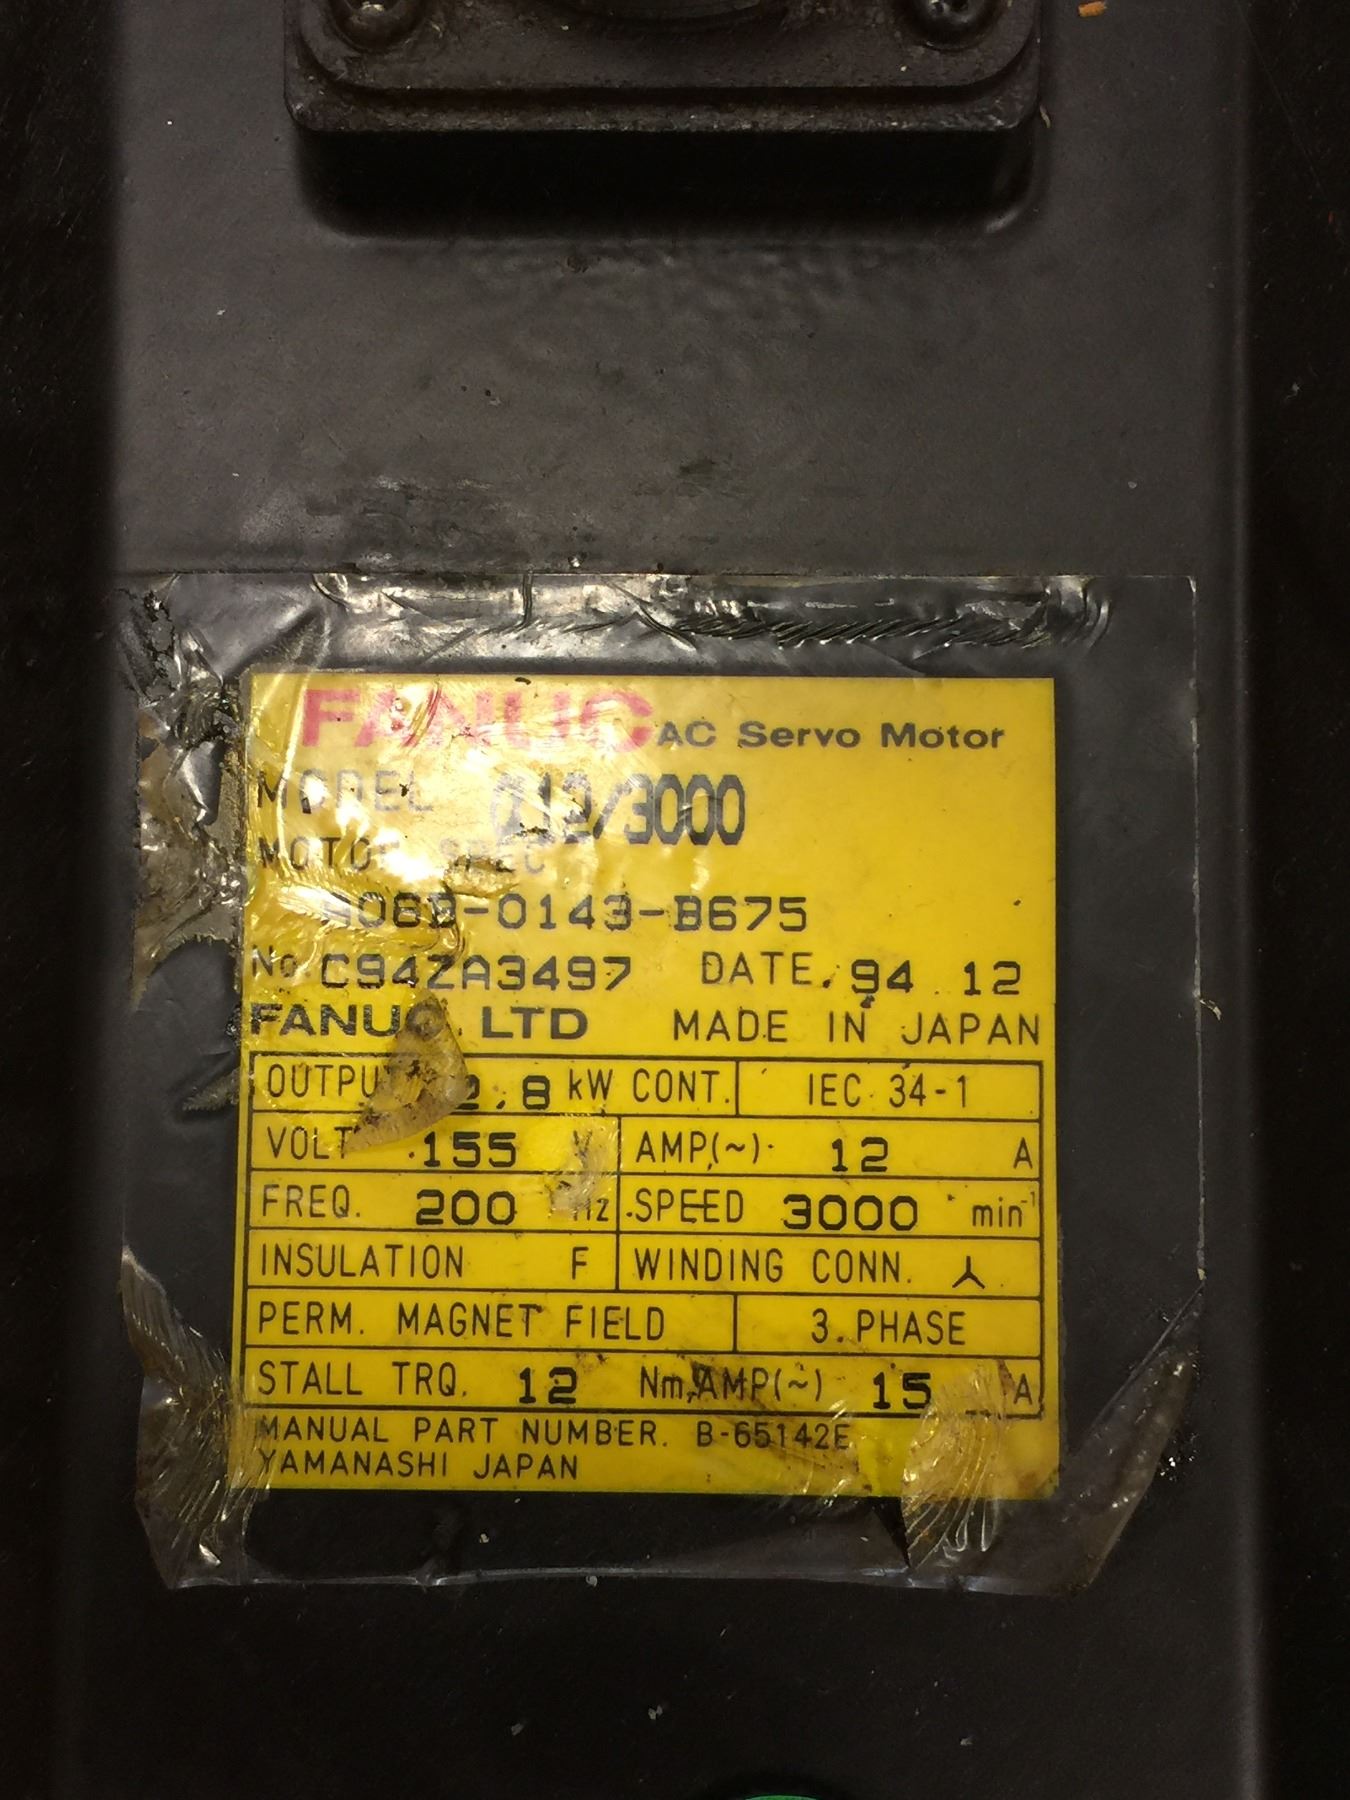 FANUC AC Servo Motor
MODEL α12/3000
MOTOR SPEC
-0143-B675
No. C94ZA3497 DATE. 94.12
FANUC LTD MADE IN JAPAN
OUTPUT 2.8 kW CONT. IEC 34-1
VOLT 155 V AMP(~) 12 A
FREQ. 200 Hz SPEED 3000 min⁻¹
INSULATION F WINDING CONN.
PERM. MAGNET FIELD 3. PHASE
STALL TRQ. 12 Nm, AMP(~) 15 A
MANUAL PART NUMBER. B-65142E
YAMANASHI JAPAN